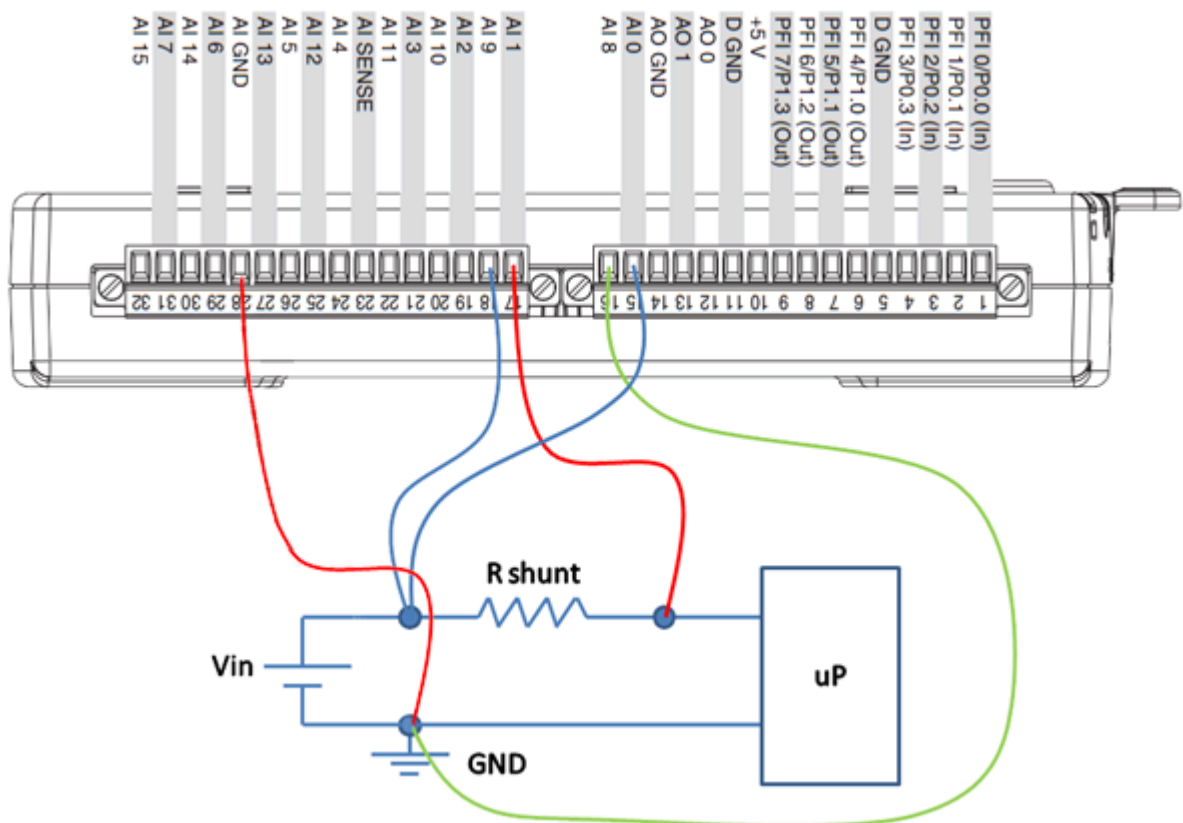 AI 15
AI 7
AI 14
AI 6
AI GND
AI 13
AI 5
AI 12
AI 4
AI SENSE
AI 11
AI 3
AI 10
AI 2
AI 9
AI 1
AI 8
AI 0
AO GND
AO 1
AO 0
D GND
+5 V
PFI 7/P1.3 (Out)
PFI 6/P1.2 (Out)
PFI 5/P1.1 (Out)
PFI 4/P1.0 (Out)
D GND
PFI 3/P0.3 (In)
PFI 2/P0.2 (In)
PFI 1/P0.1 (In)
PFI 0/P0.0 (In)
32 31 30 29 28 27 26 25 24 23 22 21 20 19 18 17
16 15 14 13 12 11 10 9 8 7 6 5 4 3 2 1
R shunt
Vin
uP
GND